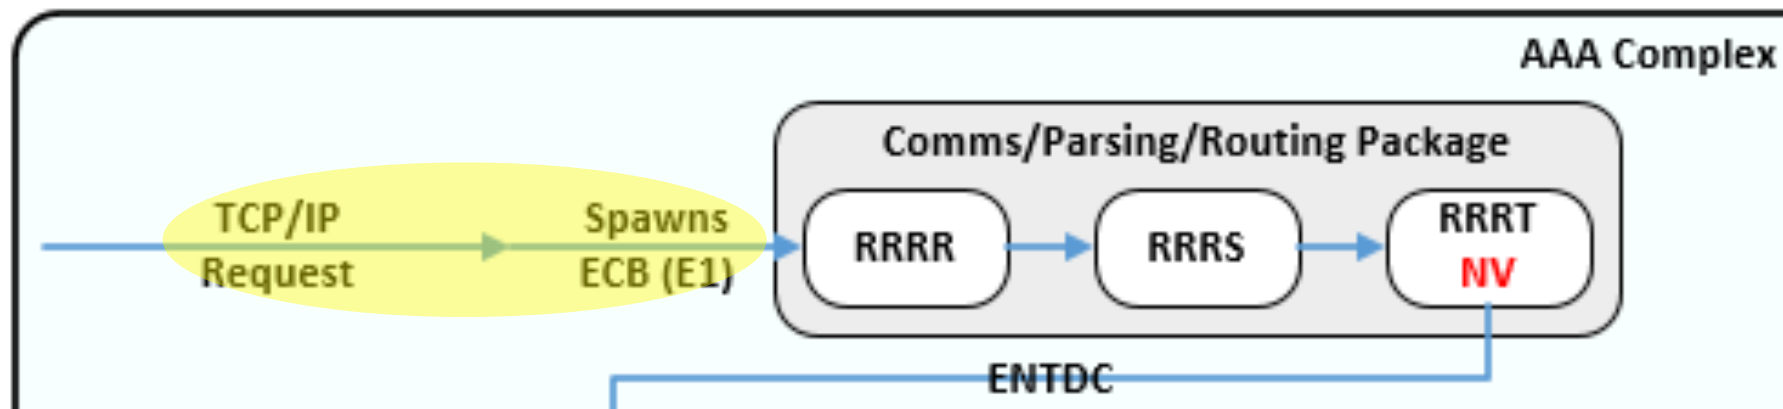 AAA Complex
Comms/Parsing/Routing Package
TCP/IP
Request
Spawns
ECB (E1)
RRRR
RRRS
RRRT
NV
ENTDC